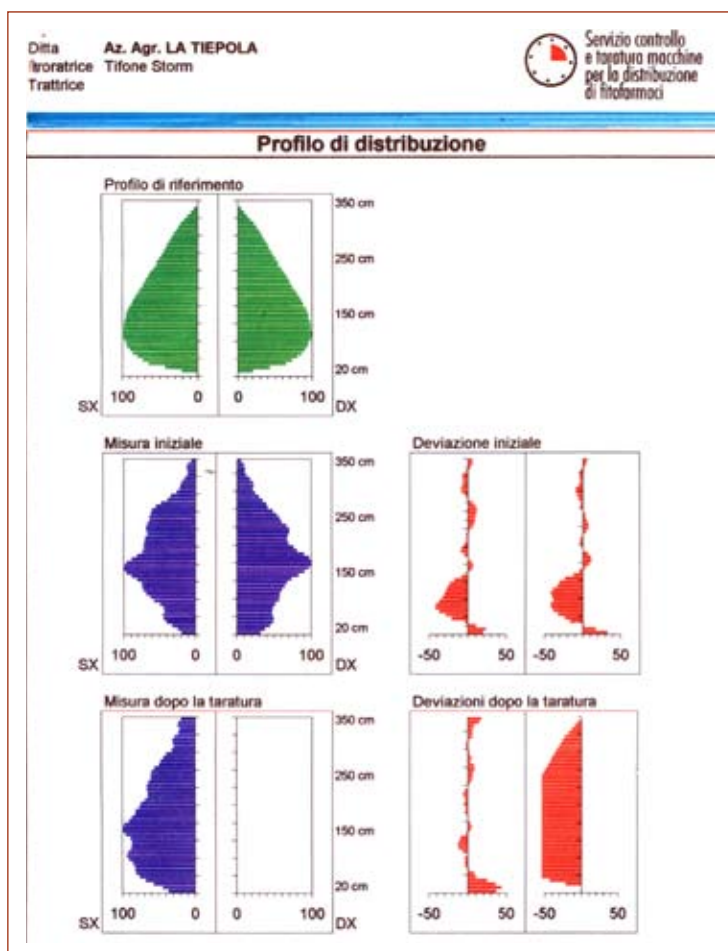 Ditta Az. Agr. LA TIEPOLA
Irroratrice Tifone Storm
Trattrice
Servizio controllo
e taratura macchine
per la distribuzione
di fitofarmaci
Profilo di distribuzione
Profilo di riferimento
350 cm
250 cm
150 cm
20 cm
100 0 0 100
SX DX
Misura iniziale
350 cm
250 cm
150 cm
20 cm
100 0 0 100
SX DX
Deviazione iniziale
-50 50 -50 50
Misura dopo la taratura
350 cm
250 cm
150 cm
20 cm
100 0 0 100
SX DX
Deviazioni dopo la taratura
-50 50 -50 50